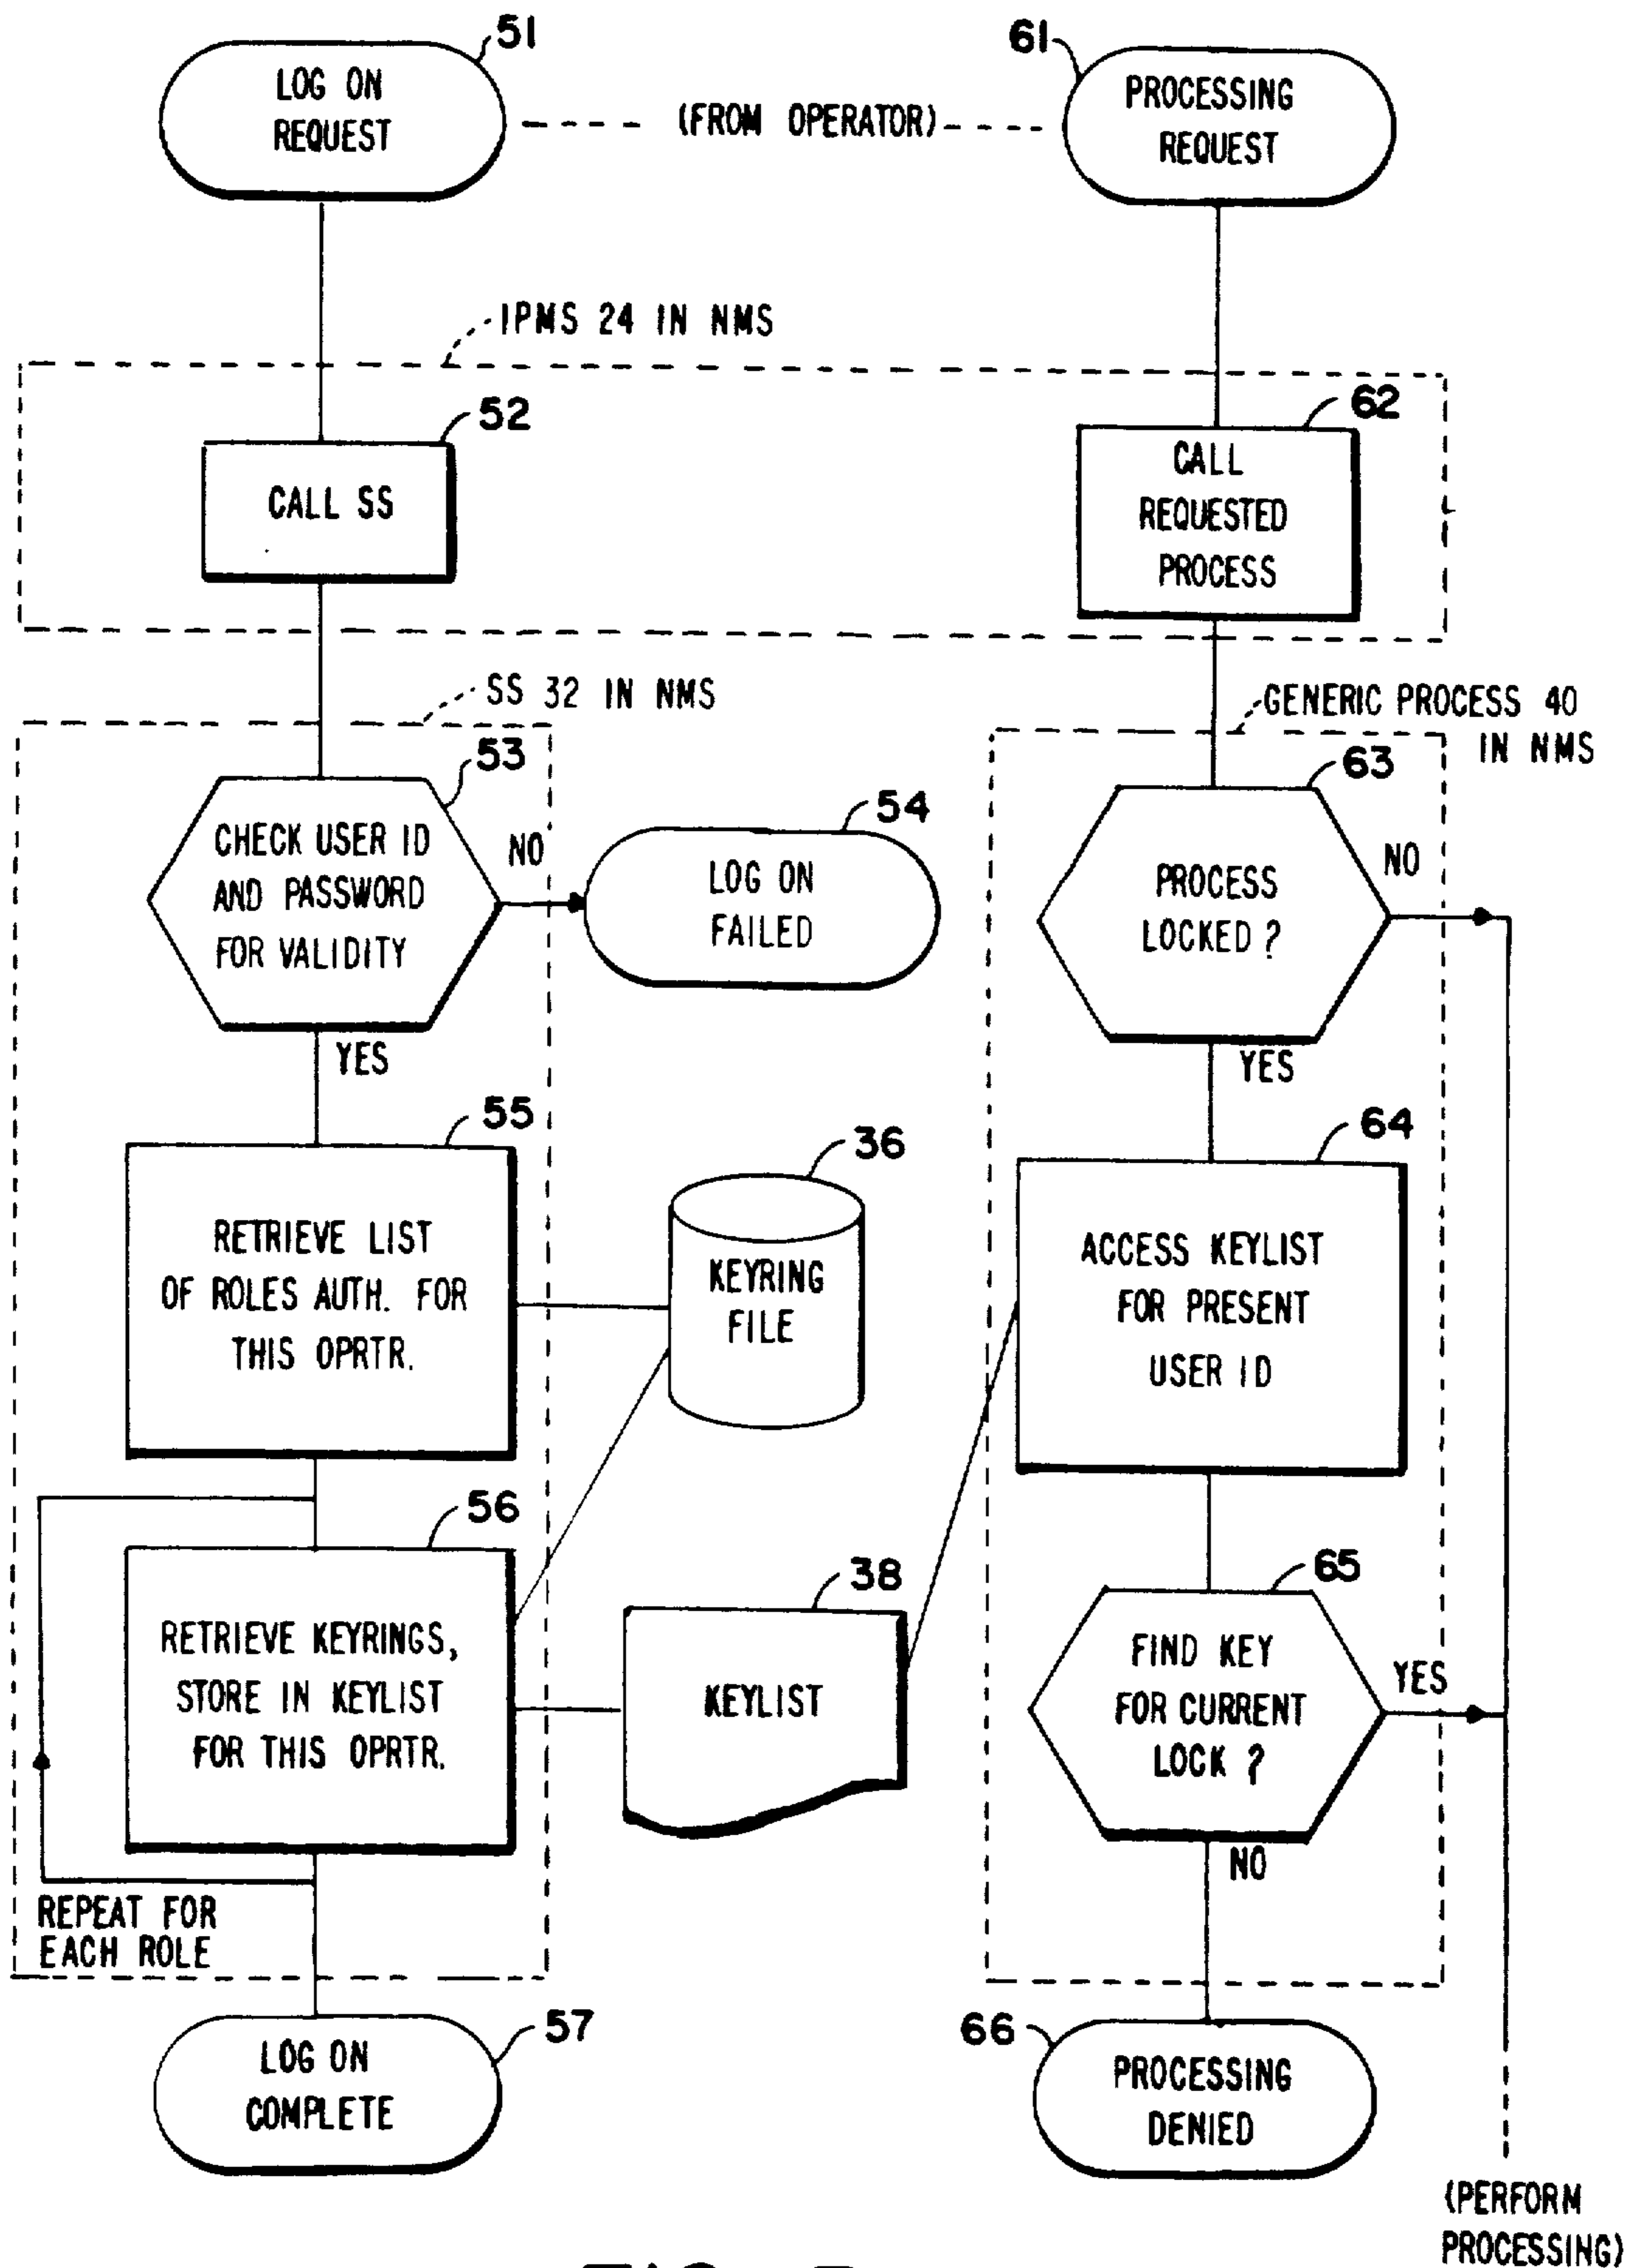 51
LOG ON
REQUEST
(FROM OPERATOR)
61
PROCESSING
REQUEST
IPMS 24 IN NMS
52
CALL SS
62
CALL
REQUESTED
PROCESS
SS 32 IN NMS
53
CHECK USER ID
AND PASSWORD
FOR VALIDITY
NO
YES
54
LOG ON
FAILED
55
RETRIEVE LIST
OF ROLES AUTH. FOR
THIS OPRTR.
36
KEYRING
FILE
56
RETRIEVE KEYRINGS,
STORE IN KEYLIST
FOR THIS OPRTR.
38
KEYLIST
REPEAT FOR
EACH ROLE
57
LOG ON
COMPLETE
GENERIC PROCESS 40
IN NMS
63
PROCESS
LOCKED ?
NO
YES
64
ACCESS KEYLIST
FOR PRESENT
USER ID
65
FIND KEY
FOR CURRENT
LOCK ?
YES
NO
66
PROCESSING
DENIED
(PERFORM
PROCESSING)